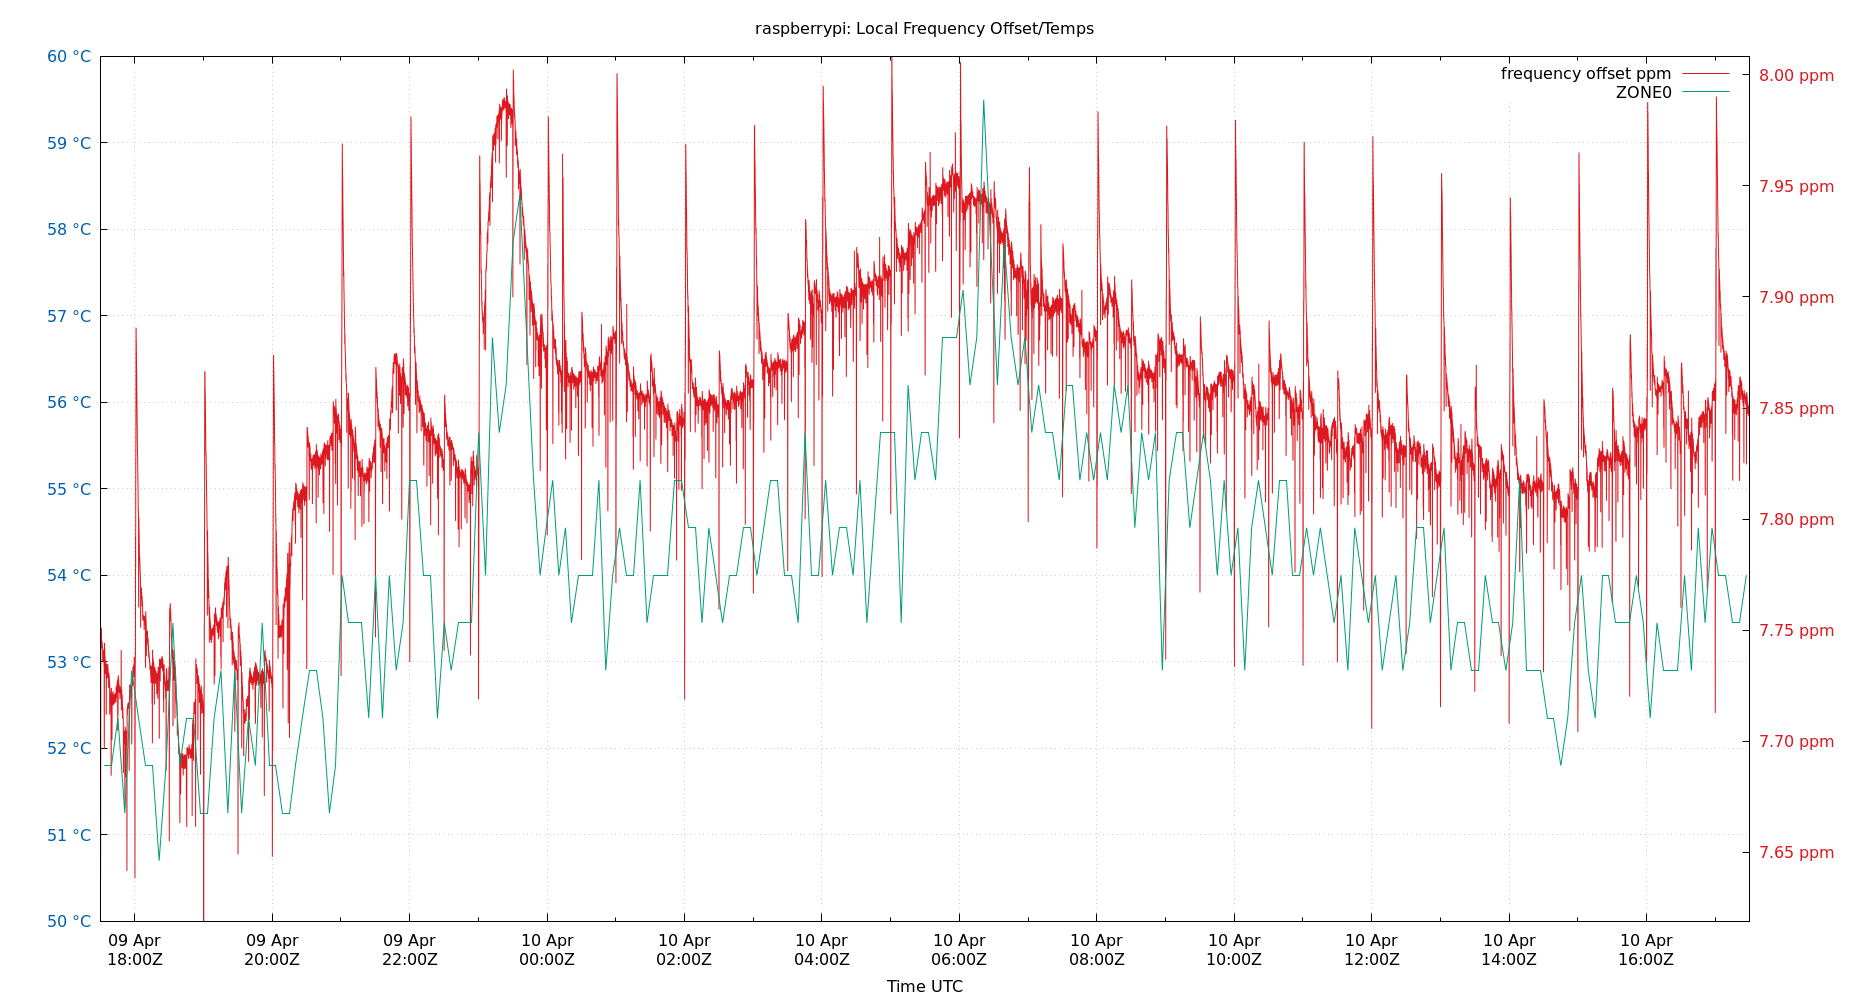 raspberrypi: Local Frequency Offset/Temps
frequency offset ppm
ZONE0
60 °C
59 °C
58 °C
57 °C
56 °C
55 °C
54 °C
53 °C
52 °C
51 °C
50 °C
8.00 ppm
7.95 ppm
7.90 ppm
7.85 ppm
7.80 ppm
7.75 ppm
7.70 ppm
7.65 ppm
09 Apr
18:00Z
09 Apr
20:00Z
09 Apr
22:00Z
10 Apr
00:00Z
10 Apr
02:00Z
10 Apr
04:00Z
10 Apr
06:00Z
10 Apr
08:00Z
10 Apr
10:00Z
10 Apr
12:00Z
10 Apr
14:00Z
10 Apr
16:00Z
Time UTC